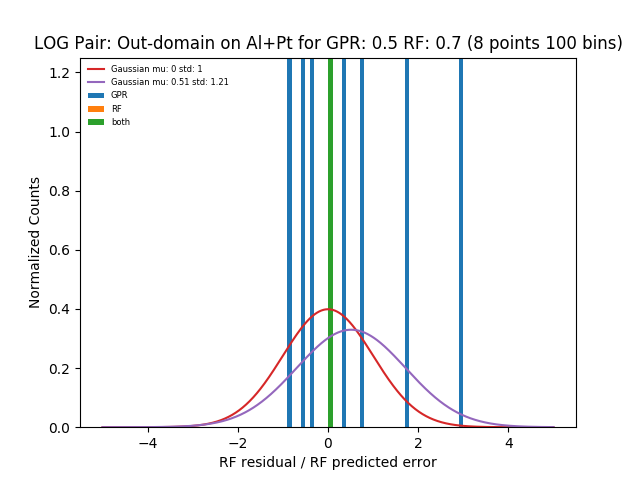 LOG Pair: Out-domain on Al+Pt for GPR: 0.5 RF: 0.7 (8 points 100 bins)
Gaussian mu: 0 std: 1
Gaussian mu: 0.51 std: 1.21
GPR
RF
both
1.2
1.0
0.8
0.6
0.4
0.2
0.0
Normalized Counts
−4 −2 0 2 4
RF residual / RF predicted error